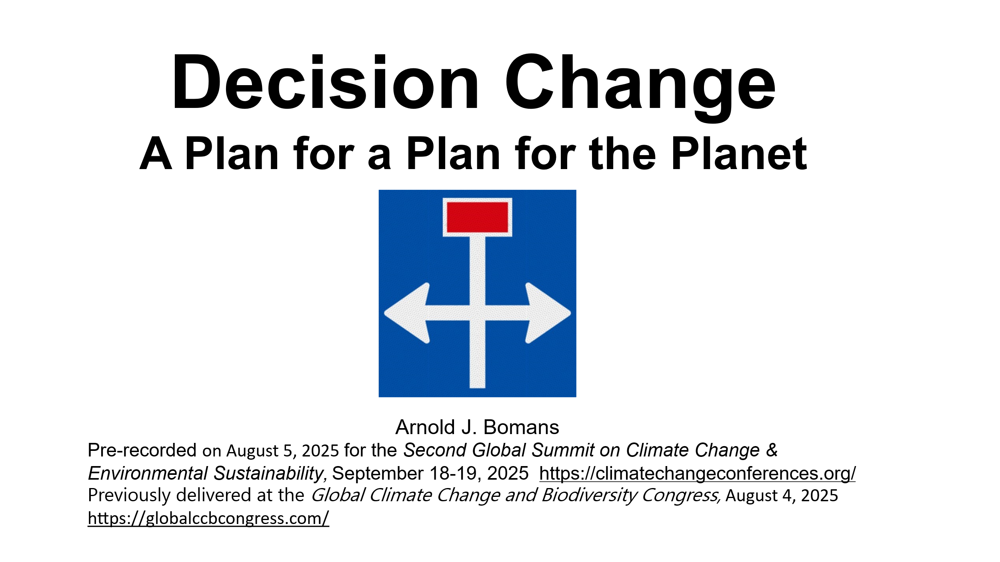 Decision Change
A Plan for a Plan for the Planet
Arnold J. Bomans
Pre-recorded on August 5, 2025 for the Second Global Summit on Climate Change &
Environmental Sustainability, September 18-19, 2025  https://climatechangeconferences.org/
Previously delivered at the Global Climate Change and Biodiversity Congress, August 4, 2025
https://globalccbcongress.com/